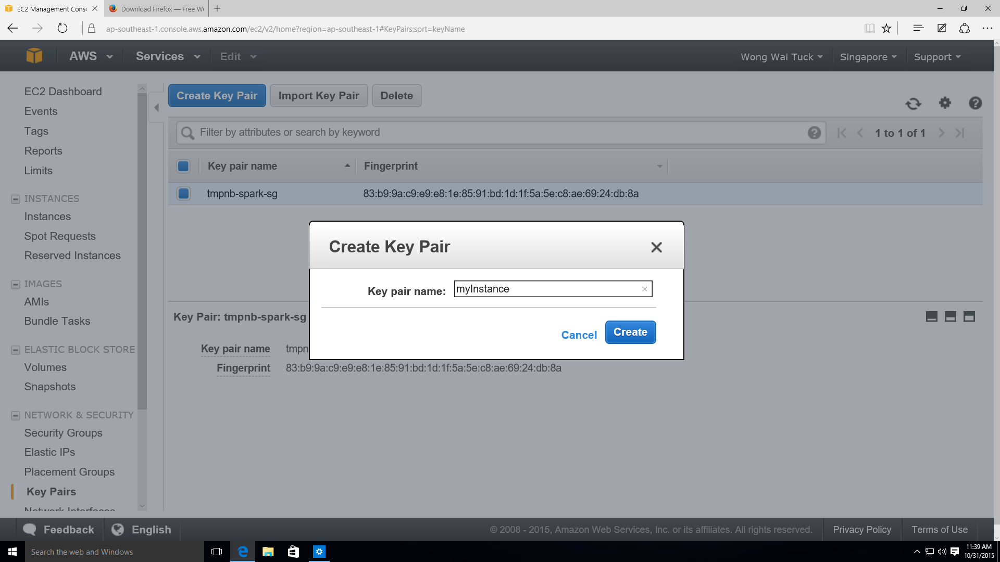 EC2 Management Consc
Download Firefox — Free We
ap-southeast-1.console.aws.amazon.com/ec2/v2/home?region=ap-southeast-1#KeyPairs:sort=keyName
AWS
Services
Edit
Wong Wai Tuck
Singapore
Support
EC2 Dashboard
Events
Tags
Reports
Limits
INSTANCES
Instances
Spot Requests
Reserved Instances
IMAGES
AMIs
Bundle Tasks
ELASTIC BLOCK STORE
Volumes
Snapshots
NETWORK & SECURITY
Security Groups
Elastic IPs
Placement Groups
Key Pairs
Network Interfaces
Create Key Pair
Import Key Pair
Delete
Filter by attributes or search by keyword
1 to 1 of 1
Key pair name
Fingerprint
tmpnb-spark-sg
83:b9:9a:c9:e9:e8:1e:85:91:bd:1d:1f:5a:5e:c8:ae:69:24:db:8a
Create Key Pair
Key pair name:
myInstance
Cancel
Create
Key Pair: tmpnb-spark-sg
Key pair name
tmpn
Fingerprint
83:b9:9a:c9:e9:e8:1e:85:91:bd:1d:1f:5a:5e:c8:ae:69:24:db:8a
Feedback
English
© 2008 - 2015, Amazon Web Services, Inc. or its affiliates. All rights reserved.
Privacy Policy
Terms of Use
Search the web and Windows
11:39 AM
10/31/2015